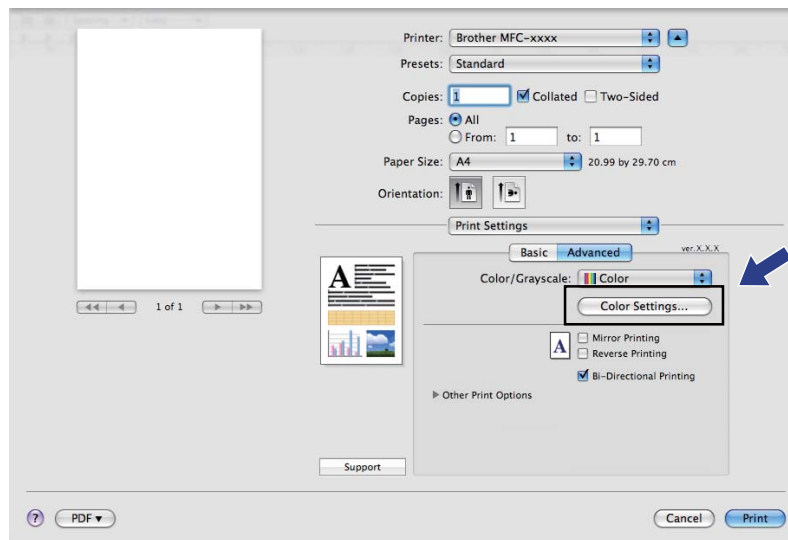 Printer: Brother MFC-xxxx
Presets: Standard
Copies: 1 Collated Two-Sided
Pages: All
From: 1 to: 1
Paper Size: A4 20.99 by 29.70 cm
Orientation:
Print Settings
Basic Advanced ver.X.X.X
Color/Grayscale: Color
Color Settings...
A
Mirror Printing
A
Reverse Printing
Bi-Directional Printing
Other Print Options
1 of 1
Support
? PDF Cancel Print